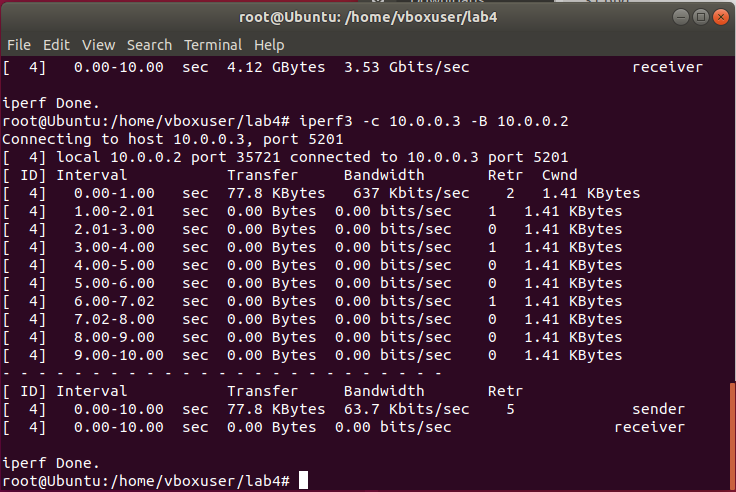 root@Ubuntu: /home/vboxuser/lab4
File Edit View Search Terminal Help
[  4]   0.00-10.00  sec  4.12 GBytes  3.53 Gbits/sec                  receiver

iperf Done.
root@Ubuntu:/home/vboxuser/lab4# iperf3 -c 10.0.0.3 -B 10.0.0.2
Connecting to host 10.0.0.3, port 5201
[  4] local 10.0.0.2 port 35721 connected to 10.0.0.3 port 5201
[ ID] Interval           Transfer     Bandwidth       Retr  Cwnd
[  4]   0.00-1.00   sec  77.8 KBytes   637 Kbits/sec    2   1.41 KBytes
[  4]   1.00-2.01   sec  0.00 Bytes  0.00 bits/sec    1   1.41 KBytes
[  4]   2.01-3.00   sec  0.00 Bytes  0.00 bits/sec    0   1.41 KBytes
[  4]   3.00-4.00   sec  0.00 Bytes  0.00 bits/sec    1   1.41 KBytes
[  4]   4.00-5.00   sec  0.00 Bytes  0.00 bits/sec    0   1.41 KBytes
[  4]   5.00-6.00   sec  0.00 Bytes  0.00 bits/sec    0   1.41 KBytes
[  4]   6.00-7.02   sec  0.00 Bytes  0.00 bits/sec    1   1.41 KBytes
[  4]   7.02-8.00   sec  0.00 Bytes  0.00 bits/sec    0   1.41 KBytes
[  4]   8.00-9.00   sec  0.00 Bytes  0.00 bits/sec    0   1.41 KBytes
[  4]   9.00-10.00  sec  0.00 Bytes  0.00 bits/sec    0   1.41 KBytes
- - - - - - - - - - - - - - - - - - - - - - - - -
[ ID] Interval           Transfer     Bandwidth       Retr
[  4]   0.00-10.00  sec  77.8 KBytes  63.7 Kbits/sec    5             sender
[  4]   0.00-10.00  sec  0.00 Bytes  0.00 bits/sec                  receiver

iperf Done.
root@Ubuntu:/home/vboxuser/lab4#